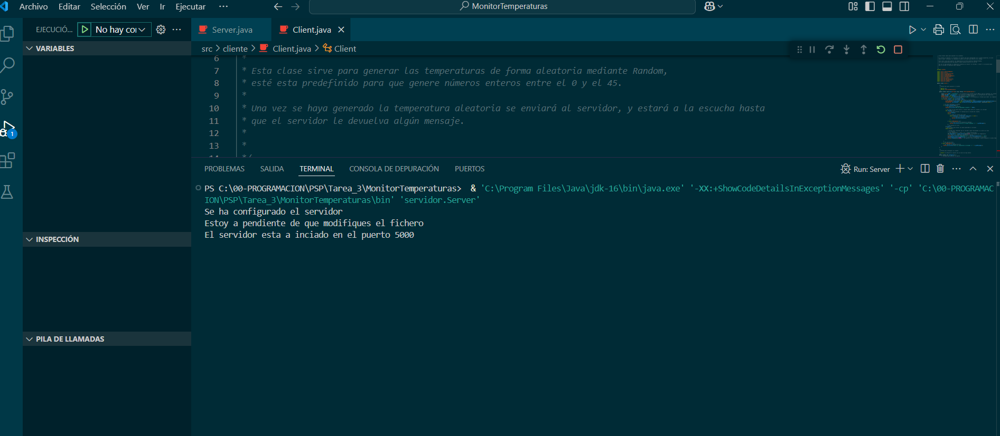 Archivo Editar Selección Ver Ir Ejecutar ··· MonitorTemperaturas
EJECUCIÓ... No hay con ···
Server.java Client.java
src > cliente > Client.java > Client
VARIABLES
6 *
7 * Esta clase sirve para generar las temperaturas de forma aleatoria mediante Random,
8 * esté esta predefinido para que genere números enteros entre el 0 y el 45.
9 *
10 * Una vez se haya generado la temperatura aleatoria se enviará al servidor, y estará a la escucha hasta
11 * que el servidor le devuelva algún mensaje.
12 *
13 *
14 */
1
PROBLEMAS SALIDA TERMINAL CONSOLA DE DEPURACIÓN PUERTOS
Run: Server
PS C:\00-PROGRAMACION\PSP\Tarea_3\MonitorTemperaturas> & 'C:\Program Files\Java\jdk-16\bin\java.exe' '-XX:+ShowCodeDetailsInExceptionMessages' '-cp' 'C:\00-PROGRAMAC
ION\PSP\Tarea_3\MonitorTemperaturas\bin' 'servidor.Server'
Se ha configurado el servidor
Estoy a pendiente de que modifiques el fichero
El servidor esta a inciado en el puerto 5000
INSPECCIÓN
PILA DE LLAMADAS